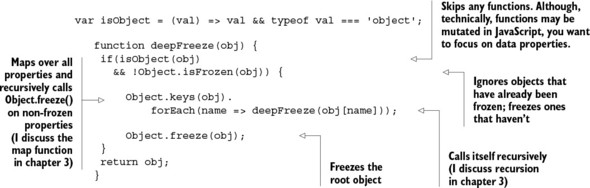 var isObject = (val) => val && typeof val === 'object';
function deepFreeze(obj) {
if(isObject(obj)
&& !Object.isFrozen(obj)) {
Object.keys(obj).
forEach(name => deepFreeze(obj[name]));
Object.freeze(obj);
}
return obj;
}
Skips any functions. Although,
technically, functions may be
mutated in JavaScript, you want
to focus on data properties.
Maps over all
properties and
recursively calls
Object.freeze()
on non-frozen
properties
(I discuss the
map function
in chapter 3)
Ignores objects that
have already been
frozen; freezes ones
that haven't
Freezes the
root object
Calls itself recursively
(I discuss recursion
in chapter 3)